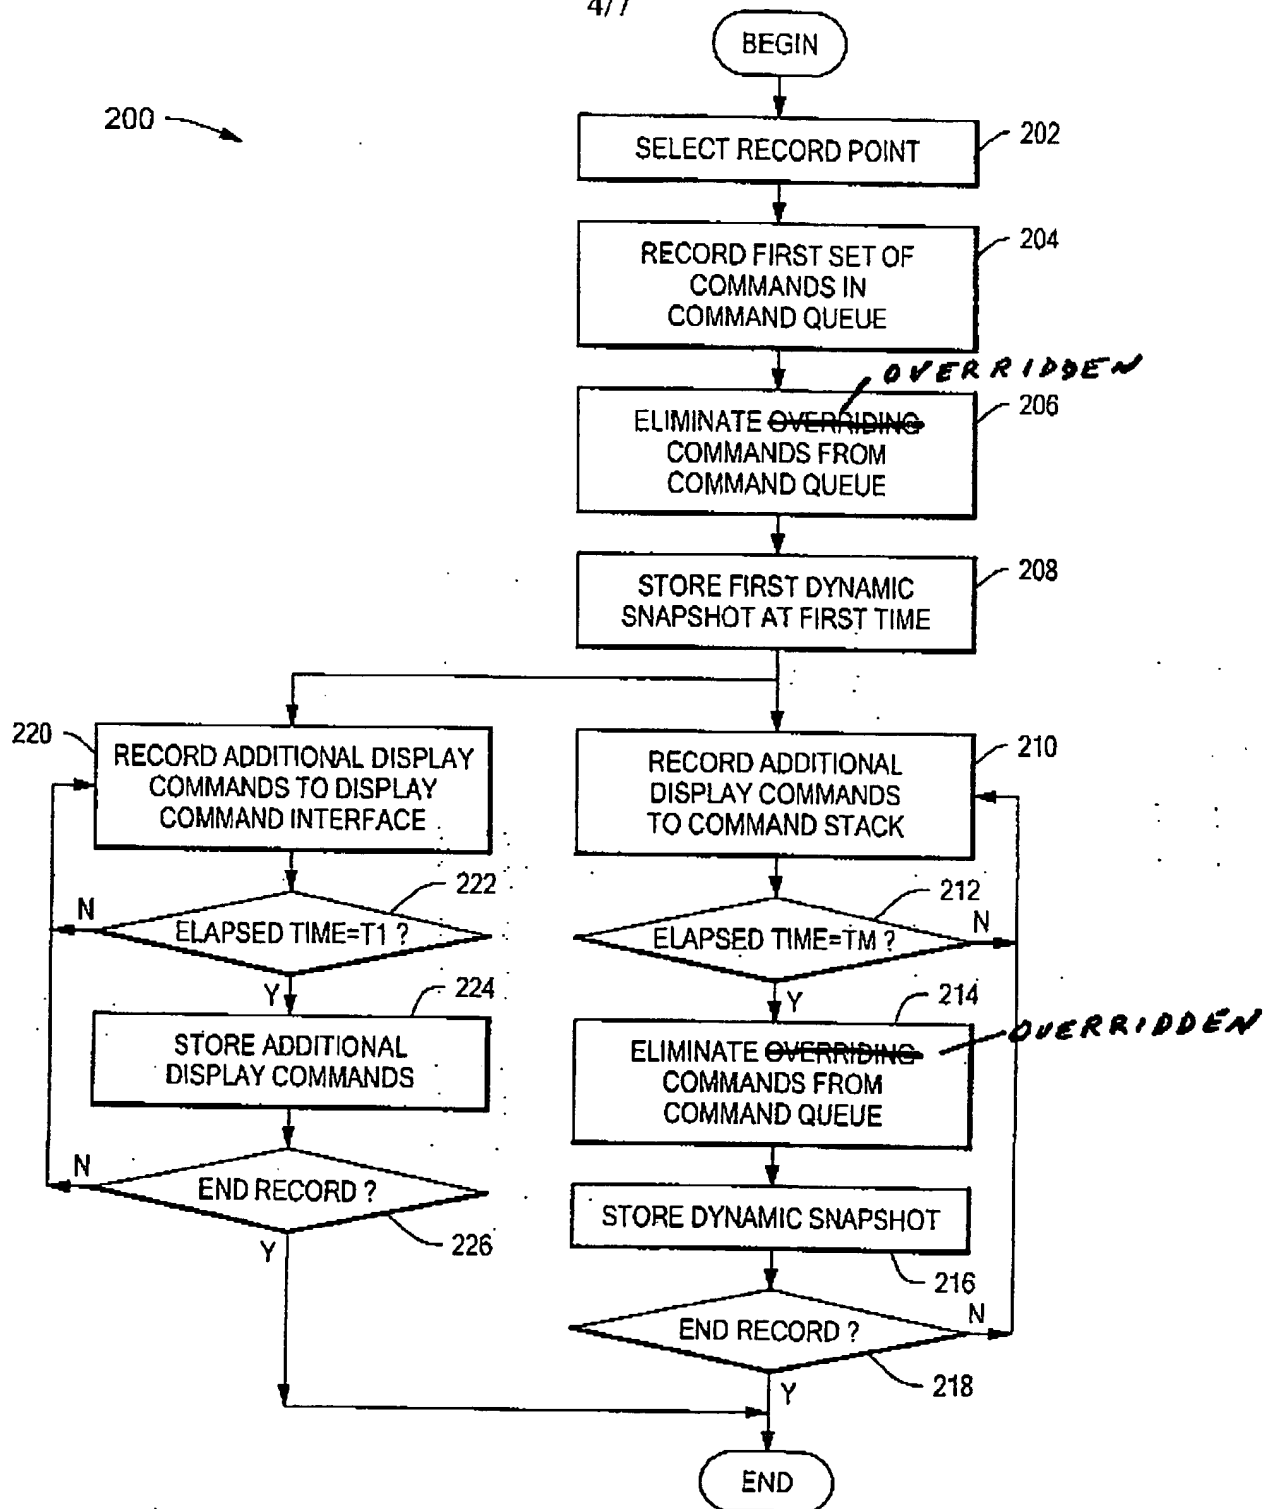 4/7
BEGIN
200
SELECT RECORD POINT
202
RECORD FIRST SET OF
COMMANDS IN
COMMAND QUEUE
204
OVERRIDDEN
ELIMINATE OVERRIDING
COMMANDS FROM
COMMAND QUEUE
206
STORE FIRST DYNAMIC
SNAPSHOT AT FIRST TIME
208
220
RECORD ADDITIONAL DISPLAY
COMMANDS TO DISPLAY
COMMAND INTERFACE
RECORD ADDITIONAL
DISPLAY COMMANDS
TO COMMAND STACK
210
222
N
ELAPSED TIME=T1 ?
Y
212
ELAPSED TIME=TM ?
N
Y
224
STORE ADDITIONAL
DISPLAY COMMANDS
214
OVERRIDDEN
ELIMINATE OVERRIDING
COMMANDS FROM
COMMAND QUEUE
N
END RECORD ?
226
Y
STORE DYNAMIC SNAPSHOT
216
END RECORD ?
N
218
Y
END